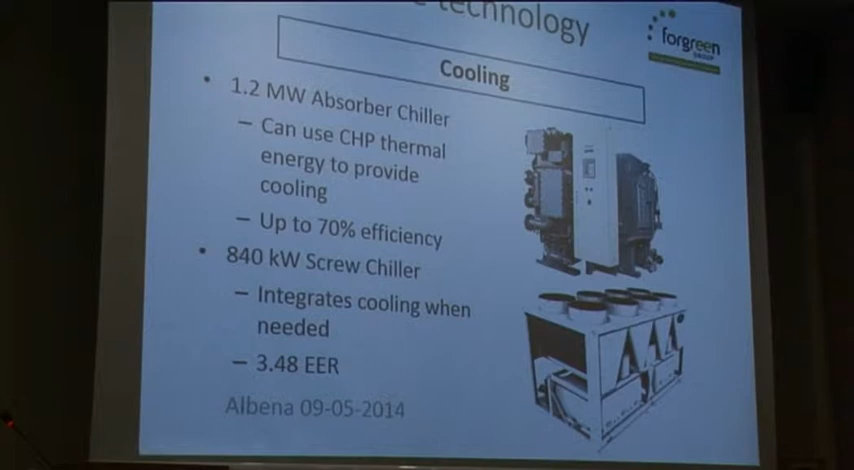 technology
forgreen
GROUP
Cooling
• 1.2 MW Absorber Chiller
– Can use CHP thermal
energy to provide
cooling
– Up to 70% efficiency
• 840 kW Screw Chiller
– Integrates cooling when
needed
– 3.48 EER
Albena 09-05-2014